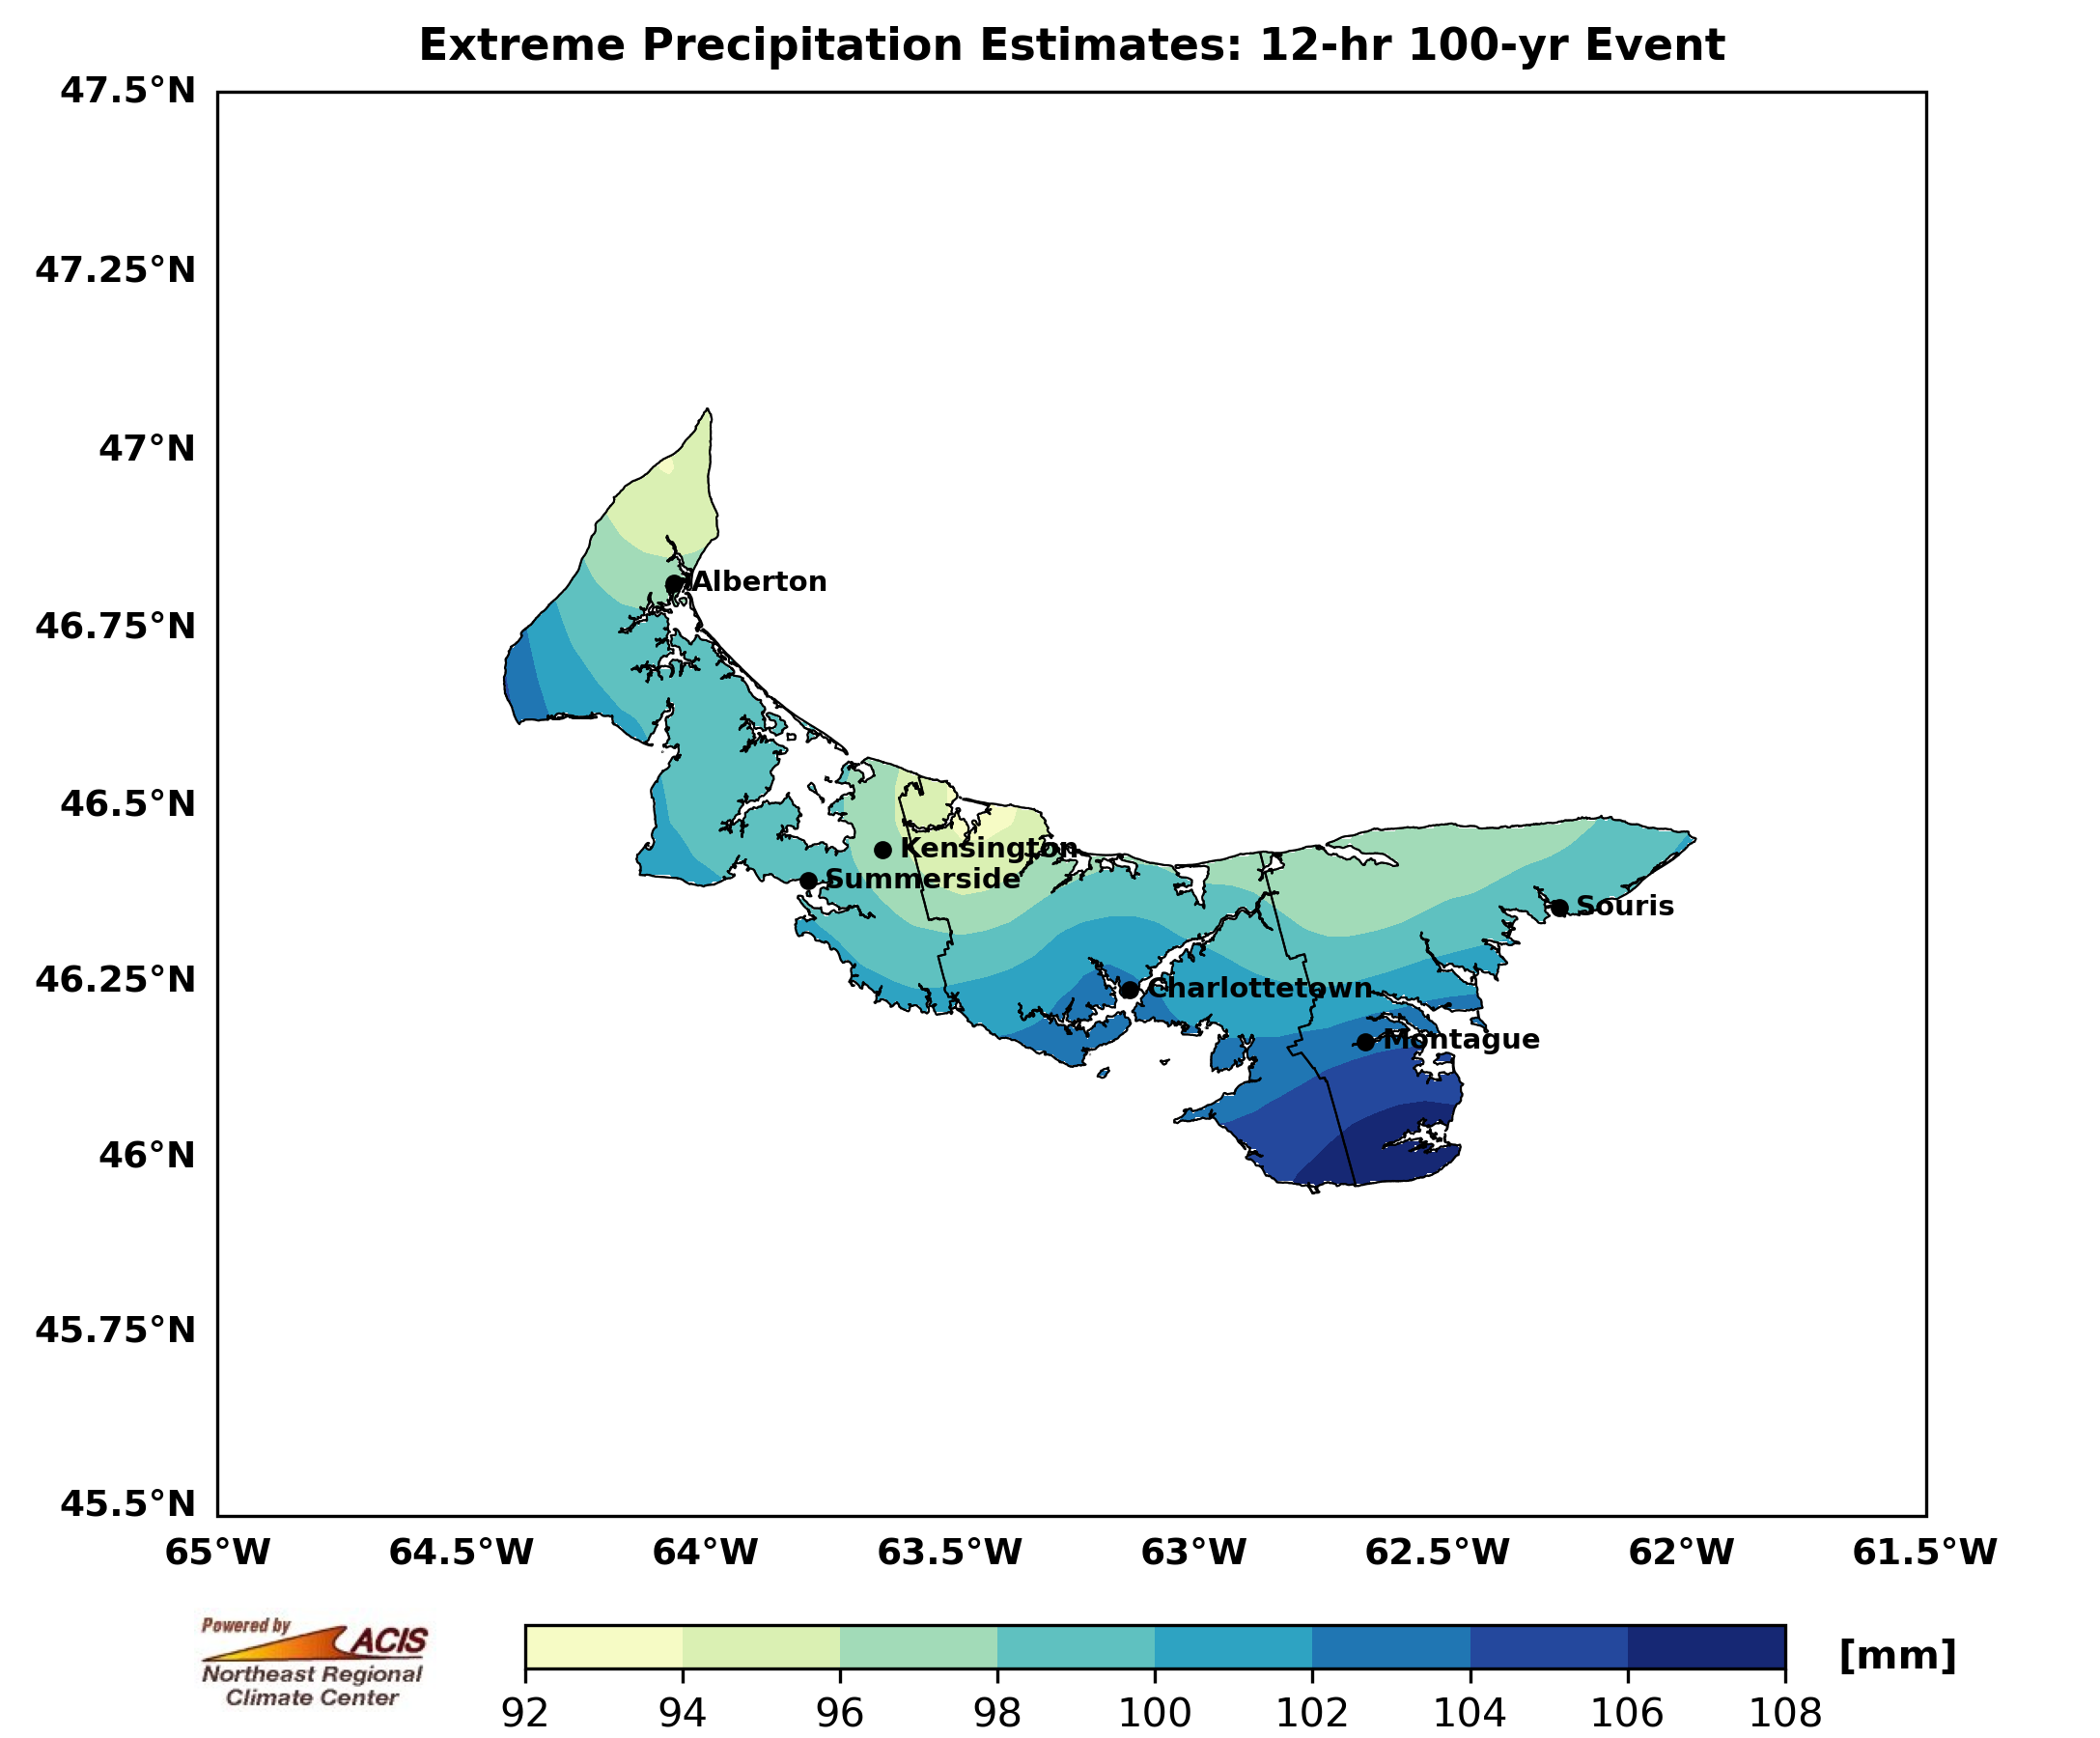 Extreme Precipitation Estimates: 12-hr 100-yr Event
47.5°N
47.25°N
47°N
46.75°N
46.5°N
46.25°N
46°N
45.75°N
45.5°N
Alberton
Kensington
Summerside
Souris
Charlottetown
Montague
65°W 64.5°W 64°W 63.5°W 63°W 62.5°W 62°W 61.5°W
Powered by
ACIS
Northeast Regional
Climate Center
[mm]
92 94 96 98 100 102 104 106 108